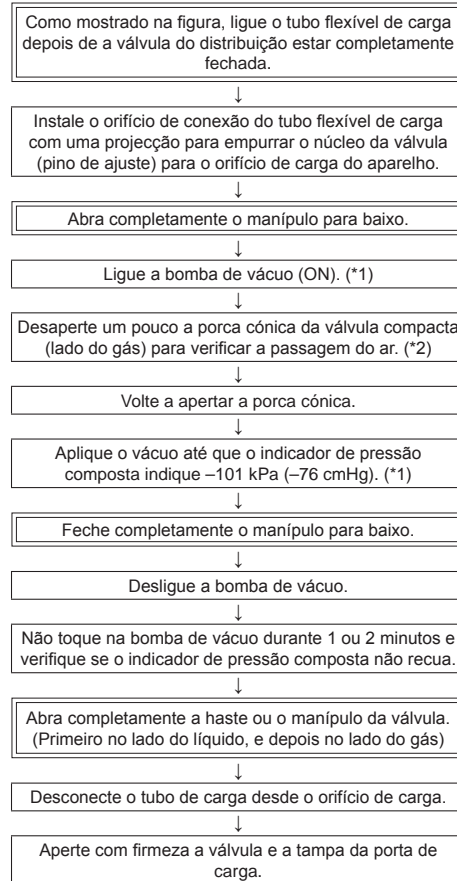 Como mostrado na figura, ligue o tubo flexível de carga
depois de a válvula do distribuição estar completamente
fechada.
↓
Instale o orifício de conexão do tubo flexível de carga
com uma projecção para empurrar o núcleo da válvula
(pino de ajuste) para o orifício de carga do aparelho.
↓
Abra completamente o manípulo para baixo.
↓
Ligue a bomba de vácuo (ON). (*1)
↓
Desaperte um pouco a porca cónica da válvula compacta
(lado do gás) para verificar a passagem do ar. (*2)
↓
Volte a apertar a porca cónica.
↓
Aplique o vácuo até que o indicador de pressão
composta indique –101 kPa (–76 cmHg). (*1)
↓
Feche completamente o manípulo para baixo.
↓
Desligue a bomba de vácuo.
↓
Não toque na bomba de vácuo durante 1 ou 2 minutos e
verifique se o indicador de pressão composta não recua.
↓
Abra completamente a haste ou o manípulo da válvula.
(Primeiro no lado do líquido, e depois no lado do gás)
↓
Desconecte o tubo de carga desde o orifício de carga.
↓
Aperte com firmeza a válvula e a tampa da porta de
carga.